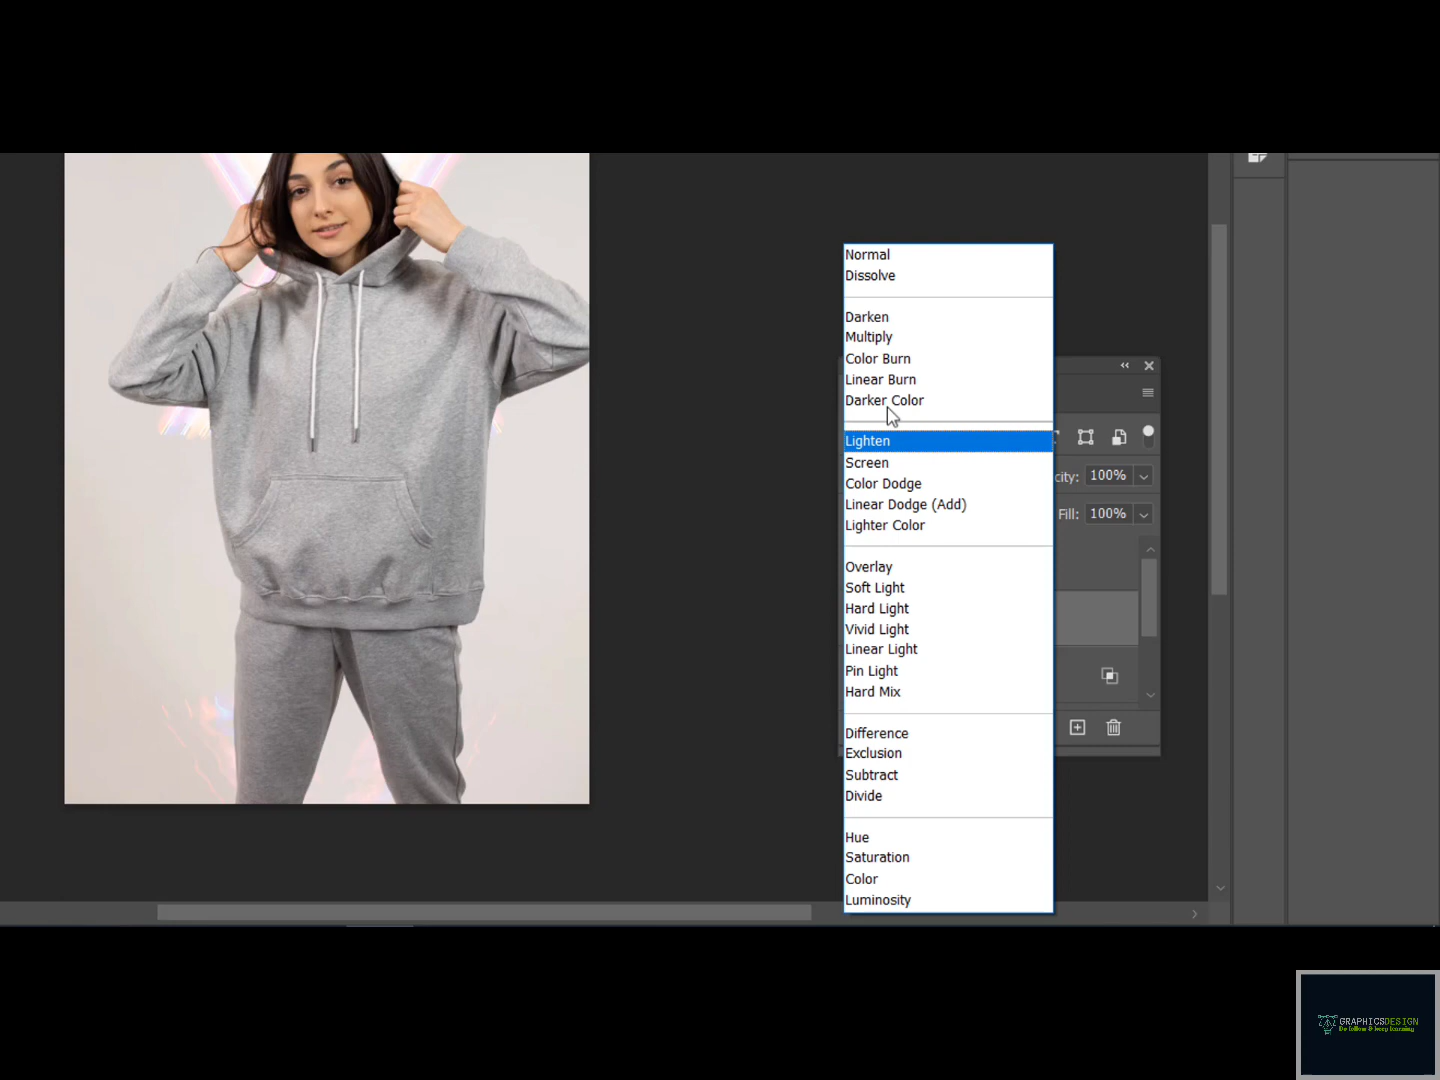 Normal
Dissolve
Darken
Multiply
Color Burn
Linear Burn
Darker Color
Lighten
Screen
Color Dodge
Linear Dodge (Add)
Lighter Color
Overlay
Soft Light
Hard Light
Vivid Light
Linear Light
Pin Light
Hard Mix
Difference
Exclusion
Subtract
Divide
Hue
Saturation
Color
Luminosity
city: 100%
Fill: 100%
GRAPHICSDESIGN